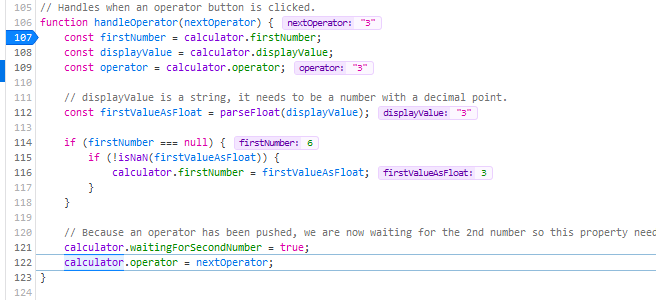 105 // Handles when an operator button is clicked.
106 function handleOperator(nextOperator) { nextOperator: "3"
107 const firstNumber = calculator.firstNumber;
108 const displayValue = calculator.displayValue;
109 const operator = calculator.operator; operator: "3"
110
111 // displayValue is a string, it needs to be a number with a decimal point.
112 const firstValueAsFloat = parseFloat(displayValue); displayValue: "3"
113
114 if (firstNumber === null) { firstNumber: 6
115 if (!isNaN(firstValueAsFloat)) {
116 calculator.firstNumber = firstValueAsFloat; firstValueAsFloat: 3
117 }
118 }
119
120 // Because an operator has been pushed, we are now waiting for the 2nd number so this property need
121 calculator.waitingForSecondNumber = true;
122 calculator.operator = nextOperator;
123 }
124